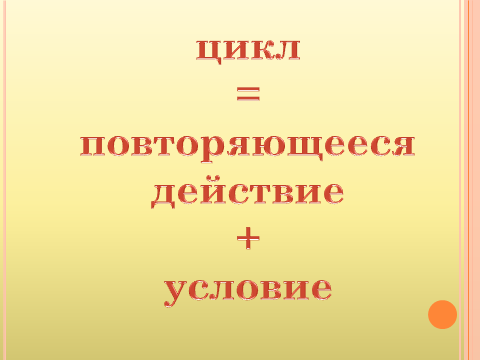 цикл
=
повторяющееся
действие
+
условие